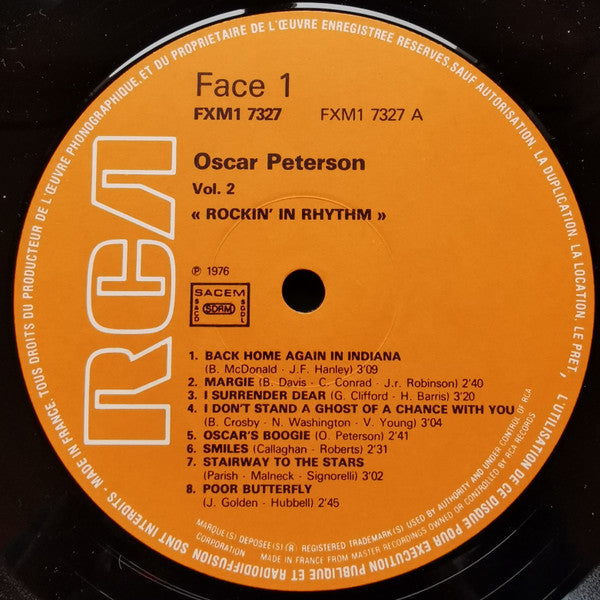 Face 1
FXM1 7327 FXM1 7327 A
Oscar Peterson
Vol. 2
« ROCKIN' IN RHYTHM »
℗ 1976
SACEM
SACD SDRM SGDL
RCA
1. BACK HOME AGAIN IN INDIANA
(B. McDonald · J.F. Hanley) 3'09
2. MARGIE (B. Davis · C. Conrad · J.r. Robinson) 2'40
3. I SURRENDER DEAR (G. Clifford · H. Barris) 3'20
4. I DON'T STAND A GHOST OF A CHANCE WITH YOU
(B. Crosby · N. Washington · V. Young) 3'04
5. OSCAR'S BOOGIE (O. Peterson) 2'41
6. SMILES (Callaghan · Roberts) 2'31
7. STAIRWAY TO THE STARS
(Parish · Malneck · Signorelli) 3'02
8. POOR BUTTERFLY
(J. Golden · Hubbell) 2'45
MARQUE(S) DEPOSEE(S) ® REGISTERED TRADEMARK(S) USED BY AUTHORITY AND UNDER CONTROL OF RCA
CORPORATION MADE IN FRANCE FROM MASTER RECORDINGS OWNED OR CONTROLLED BY RCA RECORDS
MADE IN FRANCE. TOUS DROITS DU PRODUCTEUR DE L'ŒUVRE PHONOGRAPHIQUE ET DU PROPRIETAIRE DE L'ŒUVRE ENREGISTREE RESERVES. SAUF AUTORISATION, LA DUPLICATION, LA LOCATION, LE PRET, L'UTILISATION DE CE DISQUE POUR EXECUTION PUBLIQUE ET RADIODIFFUSION SONT INTERDITS ·